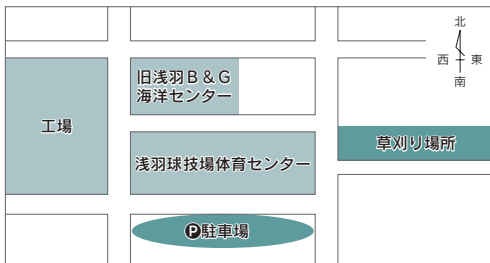 北
西 東
南
旧浅羽B&G
海洋センター
工場
浅羽球技場体育センター
草刈り場所
P駐車場